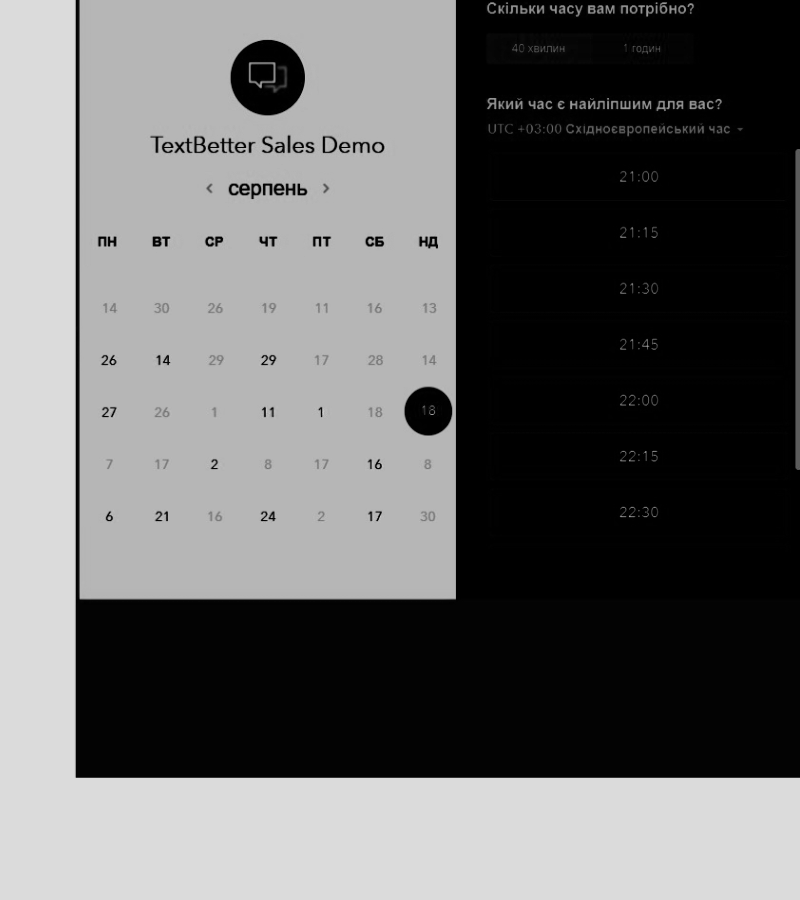 TextBetter Sales Demo
‹ серпень ›
ПН ВТ СР ЧТ ПТ СБ НД
14 30 26 19 11 16 13
26 14 29 29 17 28 14
27 26 1 11 1 18 18
7 17 2 8 17 16 8
6 21 16 24 2 17 30
Скільки часу вам потрібно?
40 хвилин 1 годин
Який час є найліпшим для вас?
UTC +03:00 Східноєвропейський час
21:00
21:15
21:30
21:45
22:00
22:15
22:30